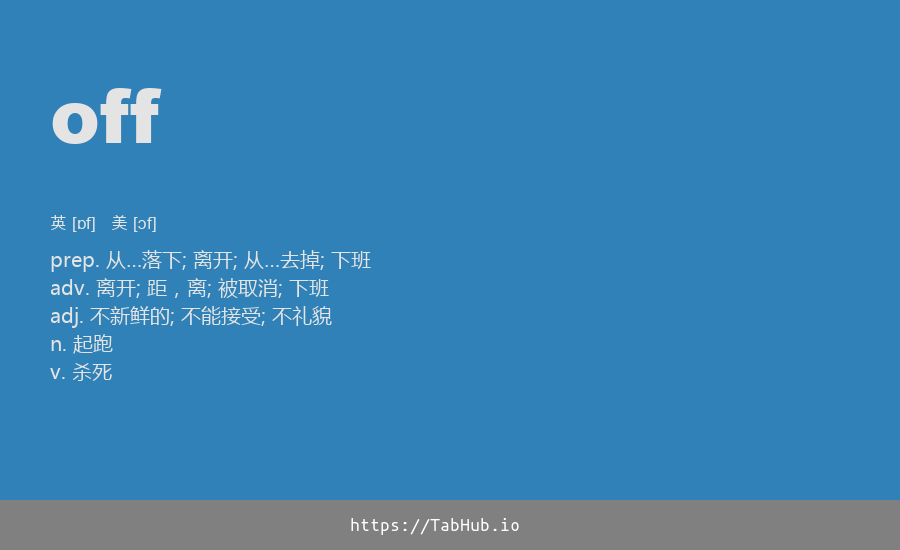 off
英 [ɒf] 美 [ɔf]
prep. 从...落下; 离开; 从...去掉; 下班
adv. 离开; 距，离; 被取消; 下班
adj. 不新鲜的; 不能接受; 不礼貌
n. 起跑
v. 杀死
https://TabHub.io